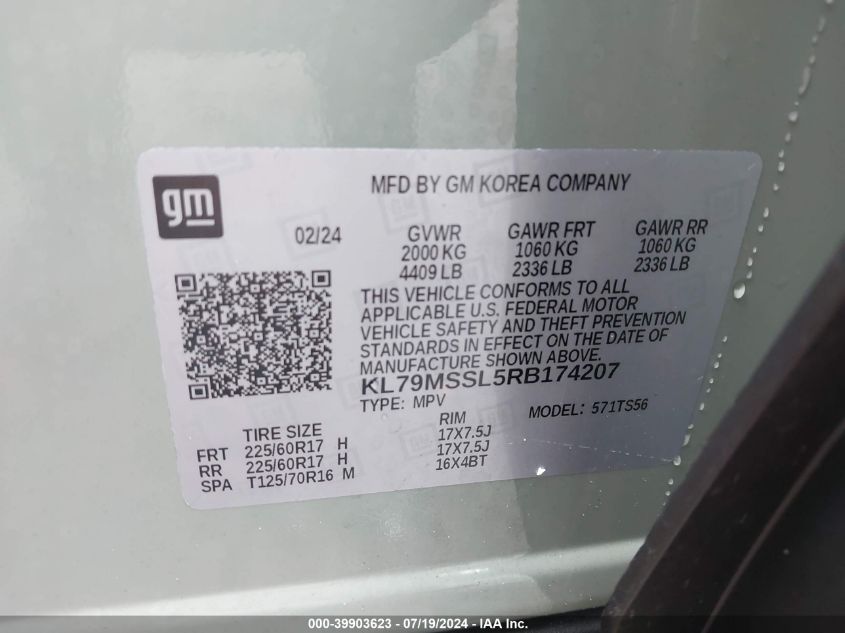 gm
MFD BY GM KOREA COMPANY
02/24
GVWR GAWR FRT GAWR RR
2000 KG 1060 KG 1060 KG
4409 LB 2336 LB 2336 LB
THIS VEHICLE CONFORMS TO ALL
APPLICABLE U.S. FEDERAL MOTOR
VEHICLE SAFETY AND THEFT PREVENTION
STANDARDS IN EFFECT ON THE DATE OF
MANUFACTURE SHOWN ABOVE.
KL79MSSL5RB174207
TYPE: MPV MODEL: 571TS56
TIRE SIZE RIM
FRT 225/60R17 H 17X7.5J
RR 225/60R17 H 17X7.5J
SPA T125/70R16 M 16X4BT
000-39903623 - 07/19/2024 - IAA Inc.